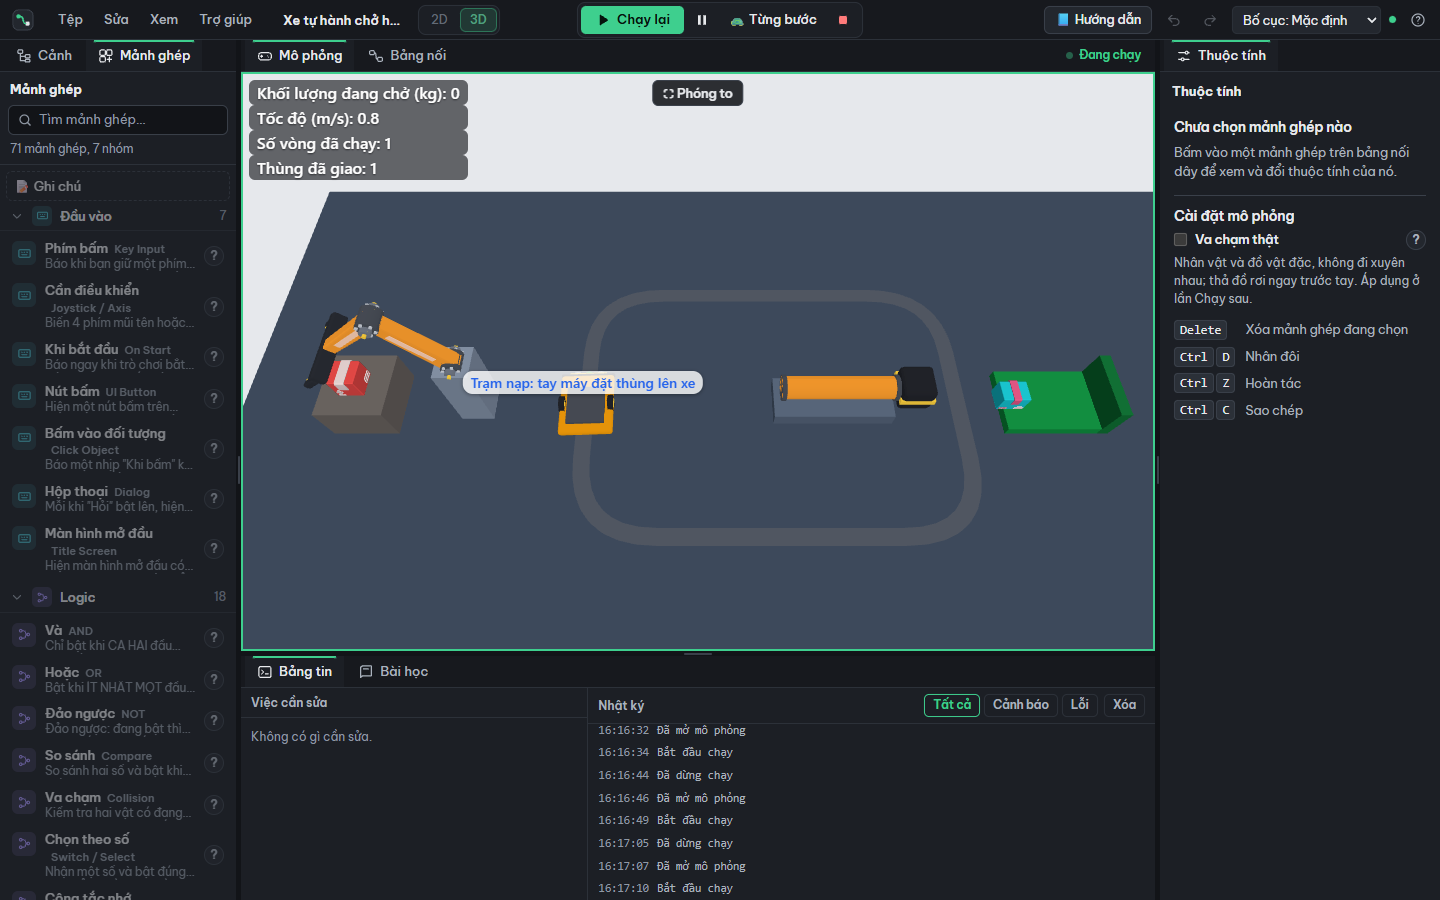 Tệp Sửa Xem Trợ giúp Xe tự hành chở h... 2D 3D Chạy lại Từng bước Hướng dẫn Bố cục: Mặc định
Cảnh Mảnh ghép
Mảnh ghép
Tìm mảnh ghép...
71 mảnh ghép, 7 nhóm
Ghi chú
Đầu vào 7
Phím bấm Key Input ?
Báo khi bạn giữ một phím...
Cần điều khiển
Joystick / Axis ?
Biến 4 phím mũi tên hoặc...
Khi bắt đầu On Start ?
Báo ngay khi trò chơi bắt...
Nút bấm UI Button ?
Hiện một nút bấm trên...
Bấm vào đối tượng
Click Object ?
Báo một nhịp "Khi bấm" k...
Hộp thoại Dialog ?
Mỗi khi "Hỏi" bật lên, hiện...
Màn hình mở đầu
Title Screen ?
Hiện màn hình mở đầu có...
Logic 18
Và AND ?
Chỉ bật khi CẢ HAI đầu...
Hoặc OR ?
Bật khi ÍT NHẤT MỘT đầu...
Đảo ngược NOT ?
Đảo ngược: đang bật thì...
So sánh Compare ?
So sánh hai số và bật khi...
Va chạm Collision ?
Kiểm tra hai vật có đang...
Chọn theo số
Switch / Select ?
Nhận một số và bật đúng...
Công tắc nhớ
Mô phỏng Bảng nối Đang chạy
Khối lượng đang chở (kg): 0
Tốc độ (m/s): 0.8
Số vòng đã chạy: 1
Thùng đã giao: 1
Phóng to
Trạm nạp: tay máy đặt thùng lên xe
Bảng tin Bài học
Việc cần sửa
Không có gì cần sửa.
Nhật ký Tất cả Cảnh báo Lỗi Xóa
16:16:32 Đã mở mô phỏng
16:16:34 Bắt đầu chạy
16:16:44 Đã dừng chạy
16:16:46 Đã mở mô phỏng
16:16:49 Bắt đầu chạy
16:17:05 Đã dừng chạy
16:17:07 Đã mở mô phỏng
16:17:10 Bắt đầu chạy
Thuộc tính
Thuộc tính
Chưa chọn mảnh ghép nào
Bấm vào một mảnh ghép trên bảng nối
dây để xem và đổi thuộc tính của nó.
Cài đặt mô phỏng
Va chạm thật ?
Nhân vật và đồ vật đặc, không đi xuyên
nhau; thả đồ rơi ngay trước tay. Áp dụng ở
lần Chạy sau.
Delete Xóa mảnh ghép đang chọn
Ctrl D Nhân đôi
Ctrl Z Hoàn tác
Ctrl C Sao chép